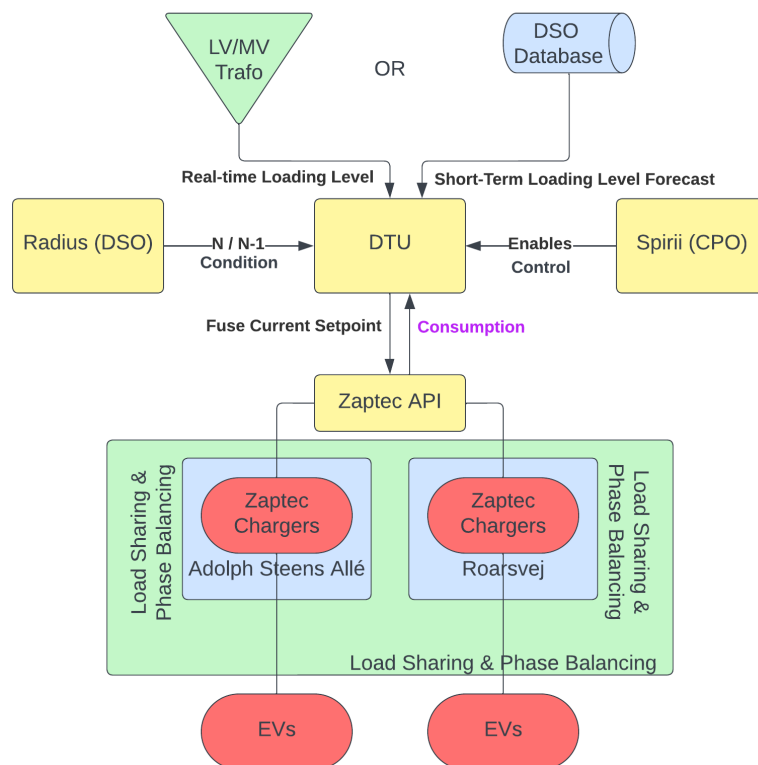 LV/MV
Trafo
OR
DSO
Database
Real-time Loading Level
Short-Term Loading Level Forecast
Radius (DSO)
N / N-1
Condition
DTU
Enables
Control
Spirii (CPO)
Fuse Current Setpoint
Consumption
Zaptec API
Load Sharing &
Phase Balancing
Zaptec
Chargers
Adolph Steens Allé
Zaptec
Chargers
Roarsvej
Load Sharing &
Phase Balancing
Load Sharing & Phase Balancing
EVs
EVs